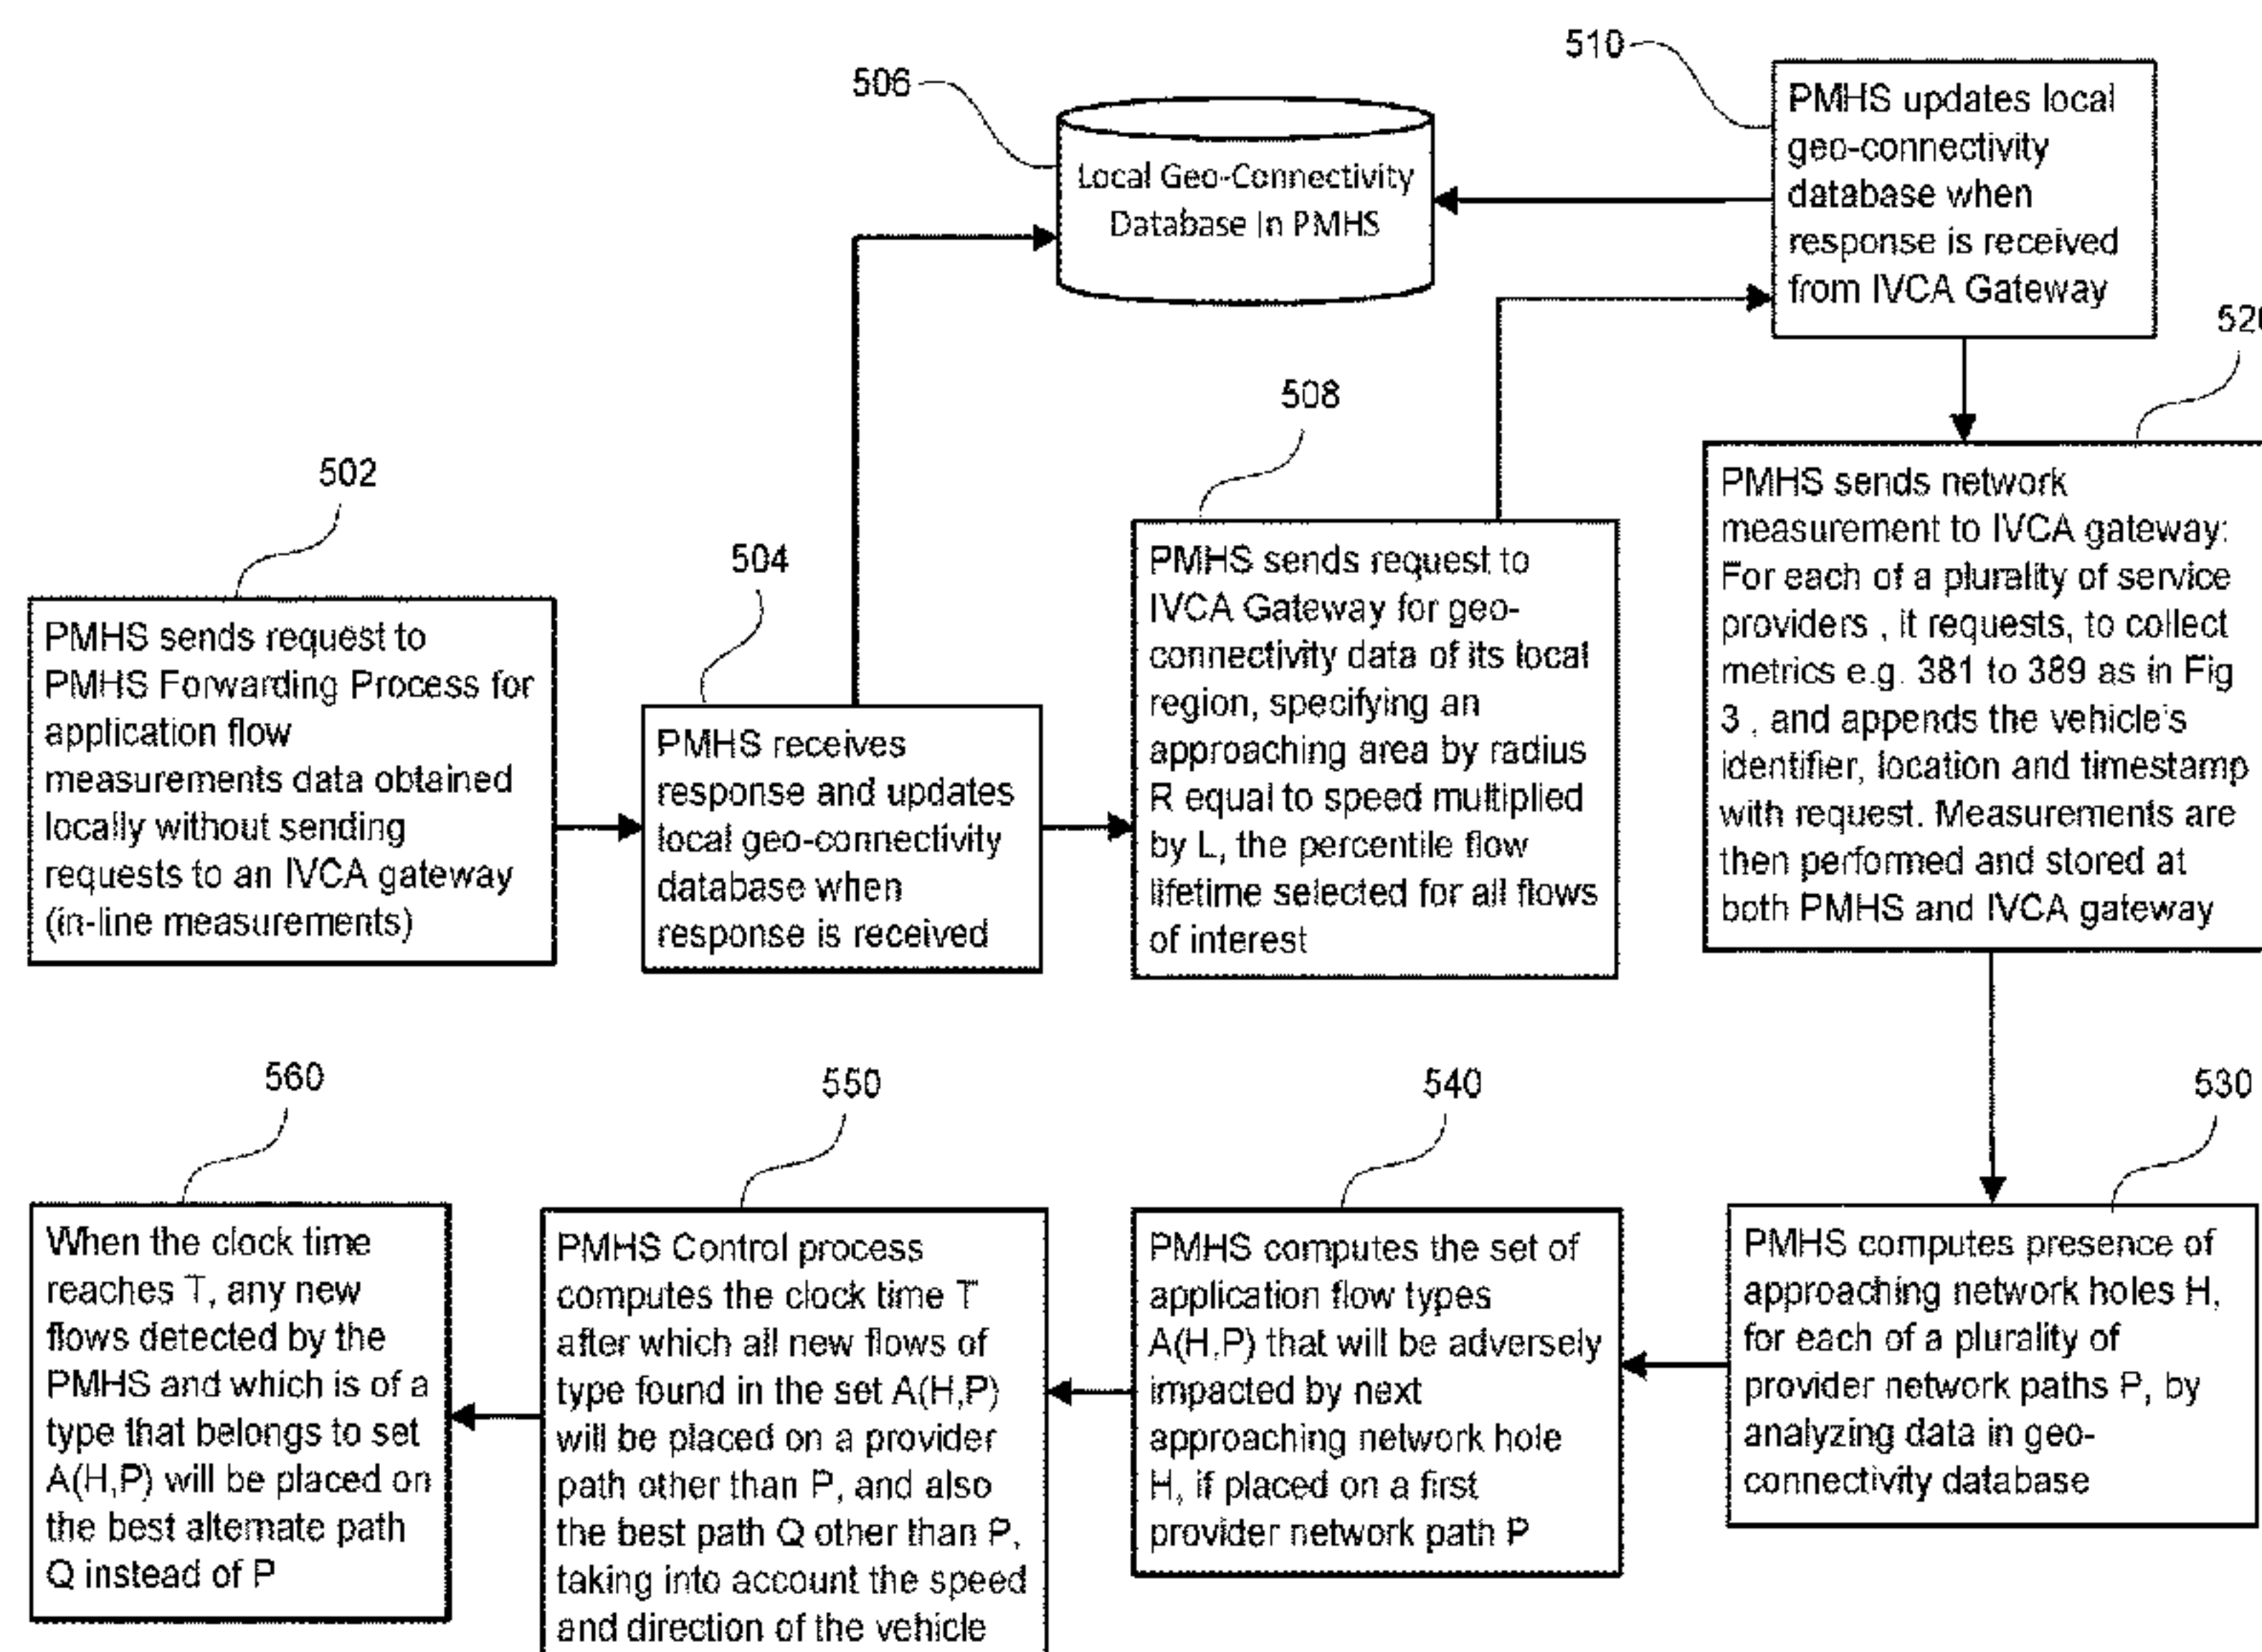 510
506
PMHS updates local
geo-connectivity
database when
response is received
from IVCA Gateway
Local Geo-Connectivity
Database In PMHS
520
508
502
504
PMHS sends request to
PMHS Forwarding Process for
application flow
measurements data obtained
locally without sending
requests to an IVCA gateway
(in-line measurements)
PMHS receives
response and updates
local geo-connectivity
database when
response is received
PMHS sends request to
IVCA Gateway for geo-
connectivity data of its local
region, specifying an
approaching area by radius
R equal to speed multiplied
by L, the percentile flow
lifetime selected for all flows
of interest
PMHS sends network
measurement to IVCA gateway:
For each of a plurality of service
providers , it requests, to collect
metrics e.g. 381 to 389 as in Fig
3 , and appends the vehicle's
identifier, location and timestamp
with request. Measurements are
then performed and stored at
both PMHS and IVCA gateway
560
550
540
530
When the clock time
reaches T, any new
flows detected by the
PMHS and which is of a
type that belongs to set
A(H,P) will be placed on
the best alternate path
Q instead of P
PMHS Control process
computes the clock time T
after which all new flows of
type found in the set A(H,P)
will be placed on a provider
path other than P, and also
the best path Q other than P,
taking into account the speed
and direction of the vehicle
PMHS computes the set of
application flow types
A(H,P) that will be adversely
impacted by next
approaching network hole
H, if placed on a first
provider network path P
PMHS computes presence of
approaching network holes H,
for each of a plurality of
provider network paths P, by
analyzing data in geo-
connectivity database